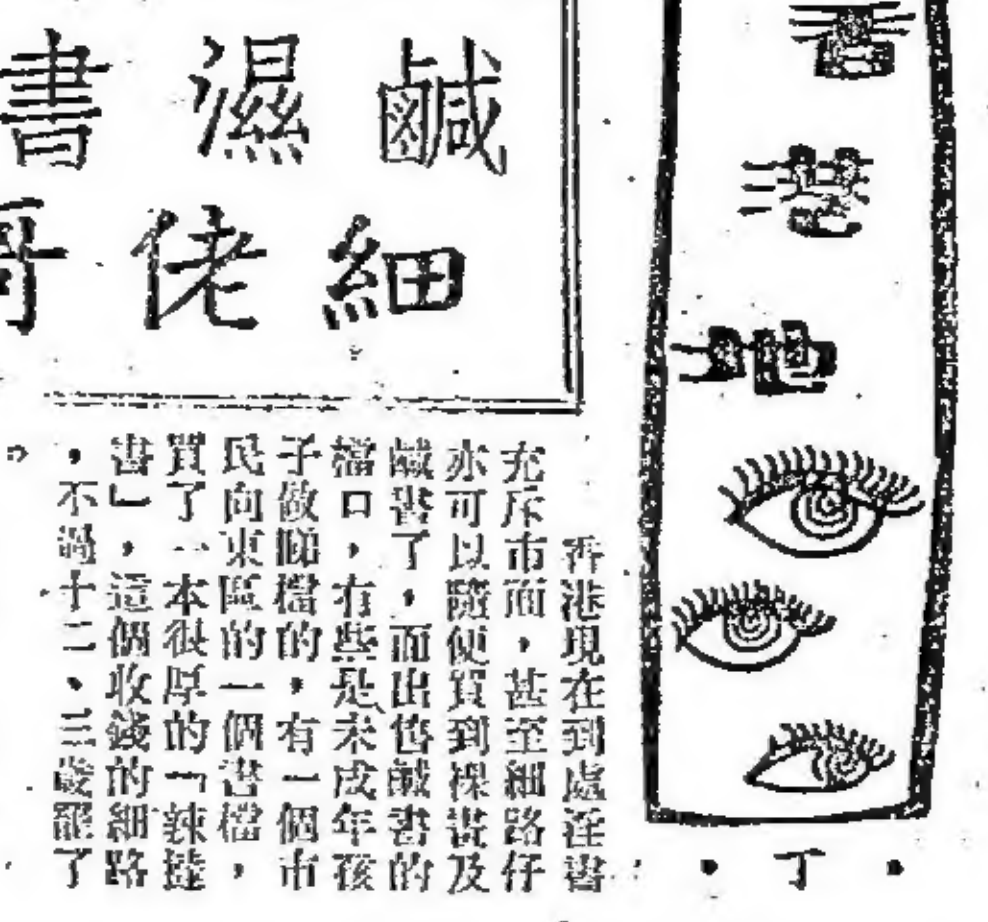 香
港
地
・丁・
鹹濕書
細佬哥
香港現在到處淫書
充斥市面，甚至細路仔
亦可以隨便買到裸書及
鹹書了，而出售鹹書的
檔口，有些是未成年孩
子做睇檔的，有一個市
民向東區的一個書檔，
買了一本很厚的「辣撻
書」，這個收錢的細路
，不過十二、三歲罷了
。